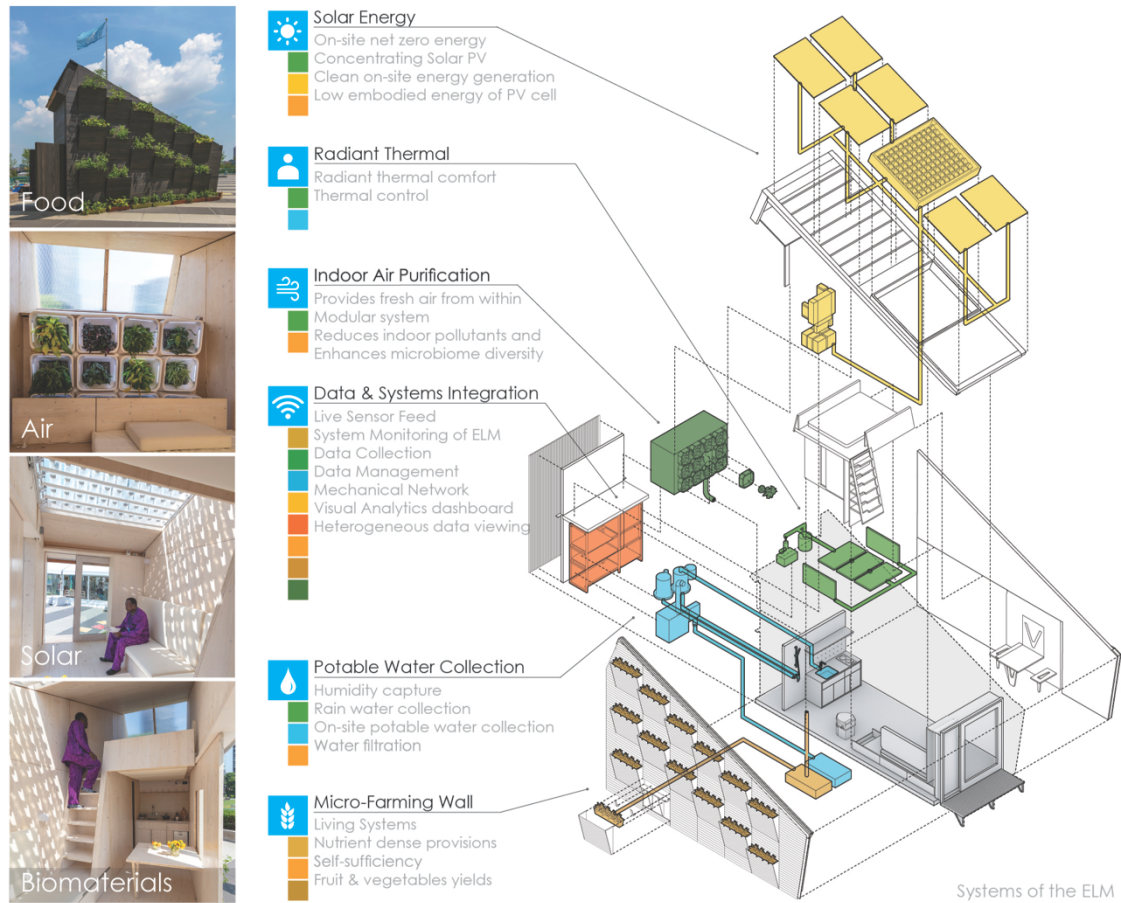 Food
Air
Solar
Biomaterials
Solar Energy
On-site net zero energy
Concentrating Solar PV
Clean on-site energy generation
Low embodied energy of PV cell
Radiant Thermal
Radiant thermal comfort
Thermal control
Indoor Air Purification
Provides fresh air from within
Modular system
Reduces indoor pollutants and
Enhances microbiome diversity
Data & Systems Integration
Live Sensor Feed
System Monitoring of ELM
Data Collection
Data Management
Mechanical Network
Visual Analytics dashboard
Heterogeneous data viewing
Potable Water Collection
Humidity capture
Rain water collection
On-site potable water collection
Water filtration
Micro-Farming Wall
Living Systems
Nutrient dense provisions
Self-sufficiency
Fruit & vegetables yields
Systems of the ELM